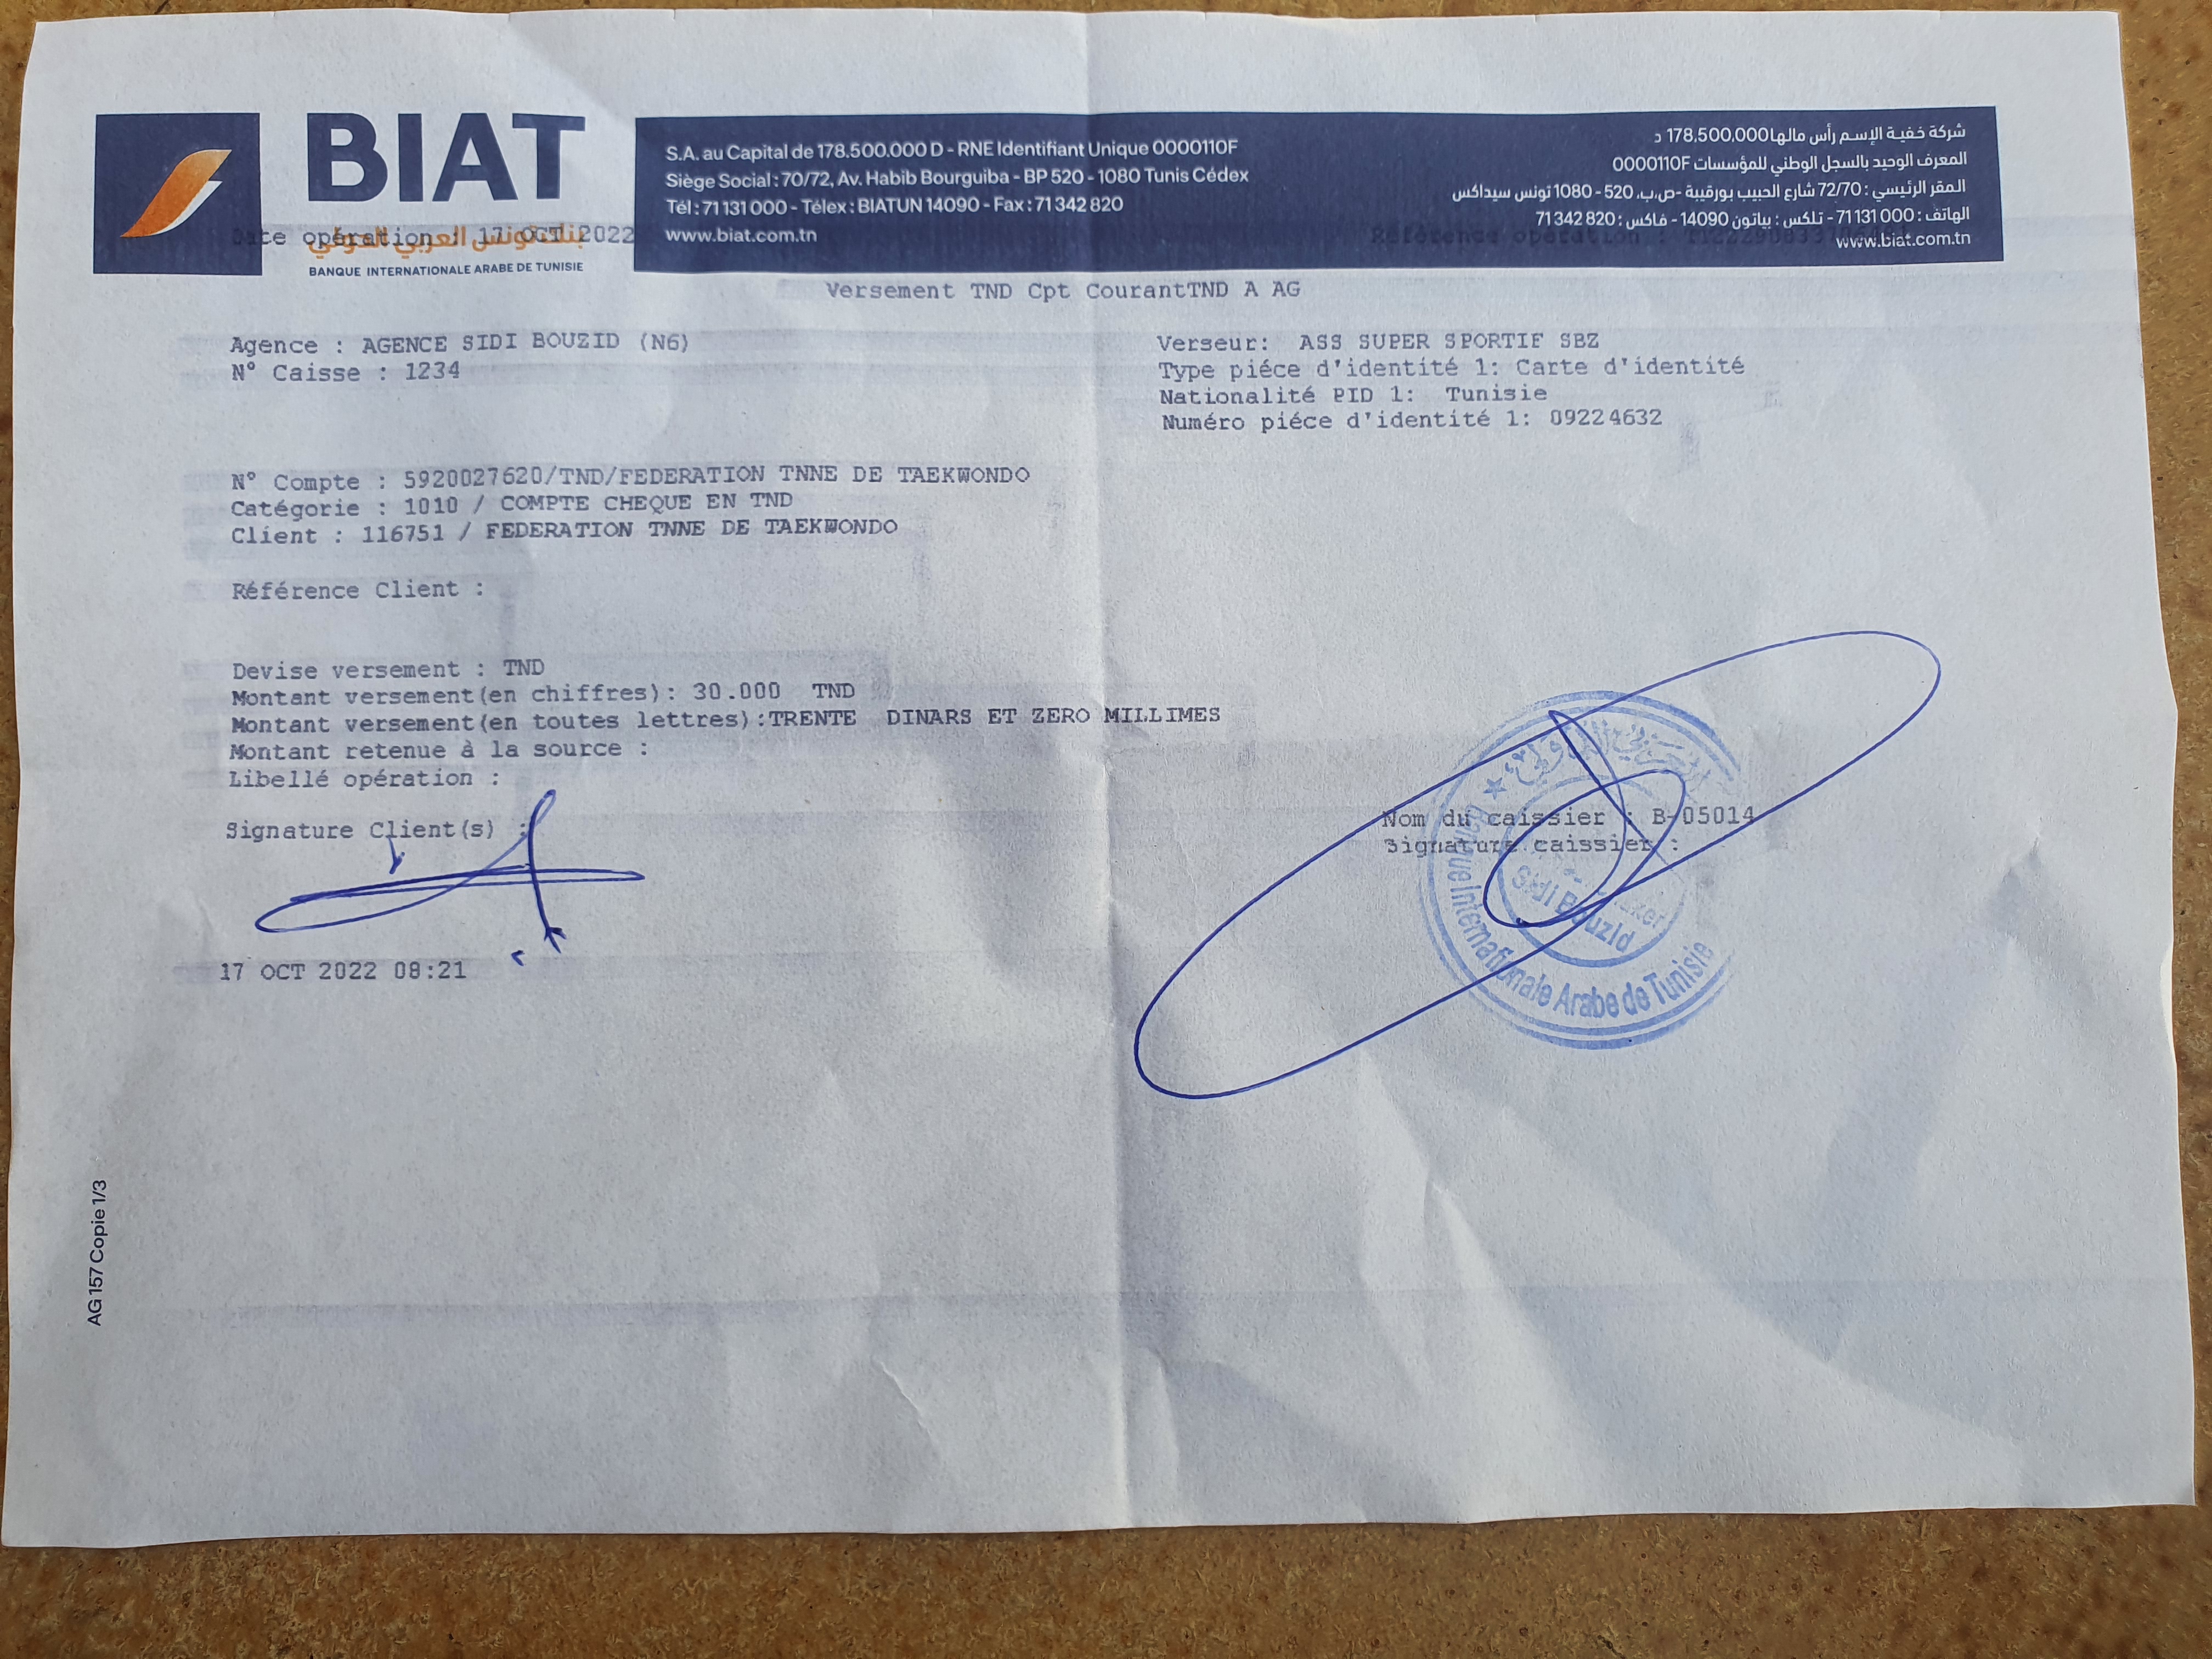 BIAT
بنك تونس العربي الدولي
BANQUE INTERNATIONALE ARABE DE TUNISIE
S.A. au Capital de 178.500.000 D - RNE Identifiant Unique 0000110F
Siège Social : 70/72, Av. Habib Bourguiba - BP 520 - 1080 Tunis Cédex
Tél : 71 131 000 - Télex : BIATUN 14090 - Fax : 71 342 820
www.biat.com.tn
شركة خفية الإسم رأس مالها 178,500,000 د
المعرف الوحيد بالسجل الوطني للمؤسسات 0000110F
المقر الرئيسي : 72/70 شارع الحبيب بورقيبة -ص.ب. 520 - 1080 تونس سيداكس
الهاتف : 71 131 000 - تلكس : بياتون 14090 - فاكس : 71 342 820
www.biat.com.tn
Date opération : 17 OCT 2022
Référence opération :
Versement TND Cpt CourantTND A AG
Agence : AGENCE SIDI BOUZID (N6)
N° Caisse : 1234
Verseur: ASS SUPER SPORTIF SBZ
Type piéce d'identité 1: Carte d'identité
Nationalité PID 1: Tunisie
Numéro piéce d'identité 1: 09224632
N° Compte : 5920027620/TND/FEDERATION TNNE DE TAEKWONDO
Catégorie : 1010 / COMPTE CHEQUE EN TND
Client : 116751 / FEDERATION TNNE DE TAEKWONDO
Référence Client :
Devise versement : TND
Montant versement(en chiffres): 30.000 TND
Montant versement(en toutes lettres):TRENTE DINARS ET ZERO MILLIMES
Montant retenue à la source :
Libellé opération :
Signature Client(s) :
Nom du caissier : B-05014
Signature caissier :
Sidi Bouzid
Banque Internationale Arabe de Tunisie
17 OCT 2022 08:21
AG 157 Copie 1/3